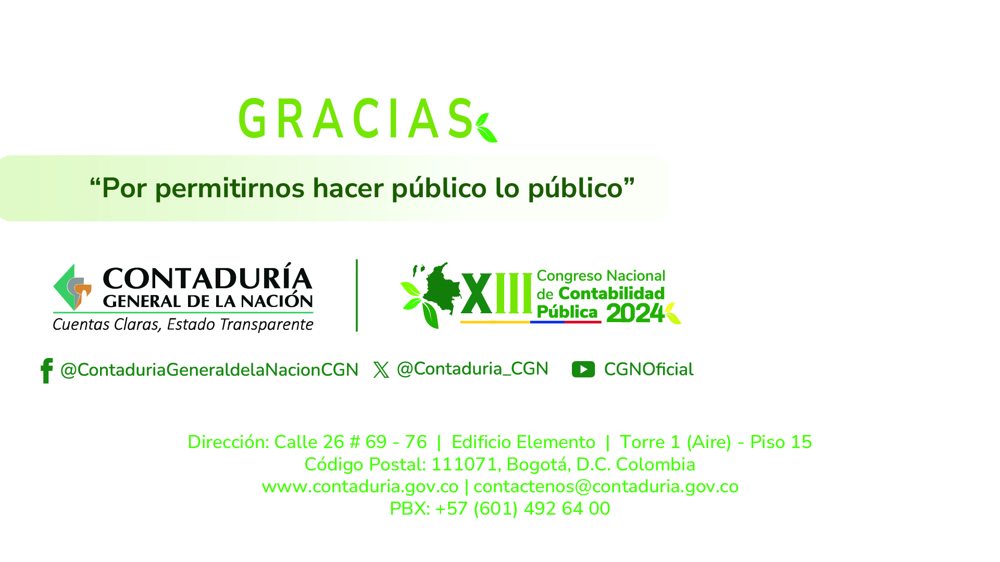 GRACIAS
“Por permitirnos hacer público lo público”
CONTADURÍA
GENERAL DE LA NACIÓN
Cuentas Claras, Estado Transparente
XIII
Congreso Nacional
de Contabilidad
Pública 2024
@ContaduriaGeneraldelaNacionCGN
@Contaduria_CGN
CGNOficial
Dirección: Calle 26 # 69 - 76 | Edificio Elemento | Torre 1 (Aire) - Piso 15
Código Postal: 111071, Bogotá, D.C. Colombia
www.contaduria.gov.co | contactenos@contaduria.gov.co
PBX: +57 (601) 492 64 00